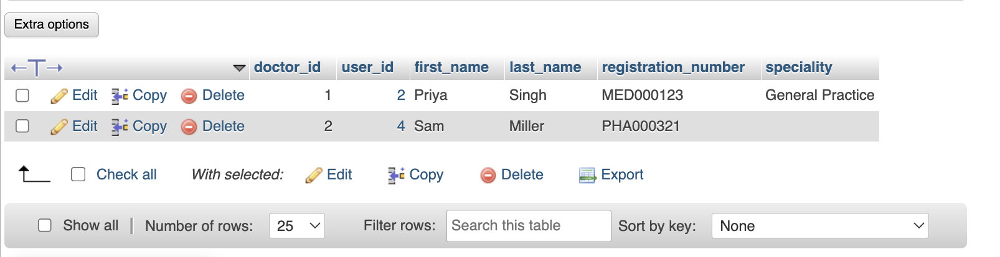 Extra options
doctor_id user_id first_name last_name registration_number speciality
Edit Copy Delete 1 2 Priya Singh MED000123 General Practice
Edit Copy Delete 2 4 Sam Miller PHA000321
Check all With selected: Edit Copy Delete Export
Show all | Number of rows: 25 Filter rows: Search this table Sort by key: None